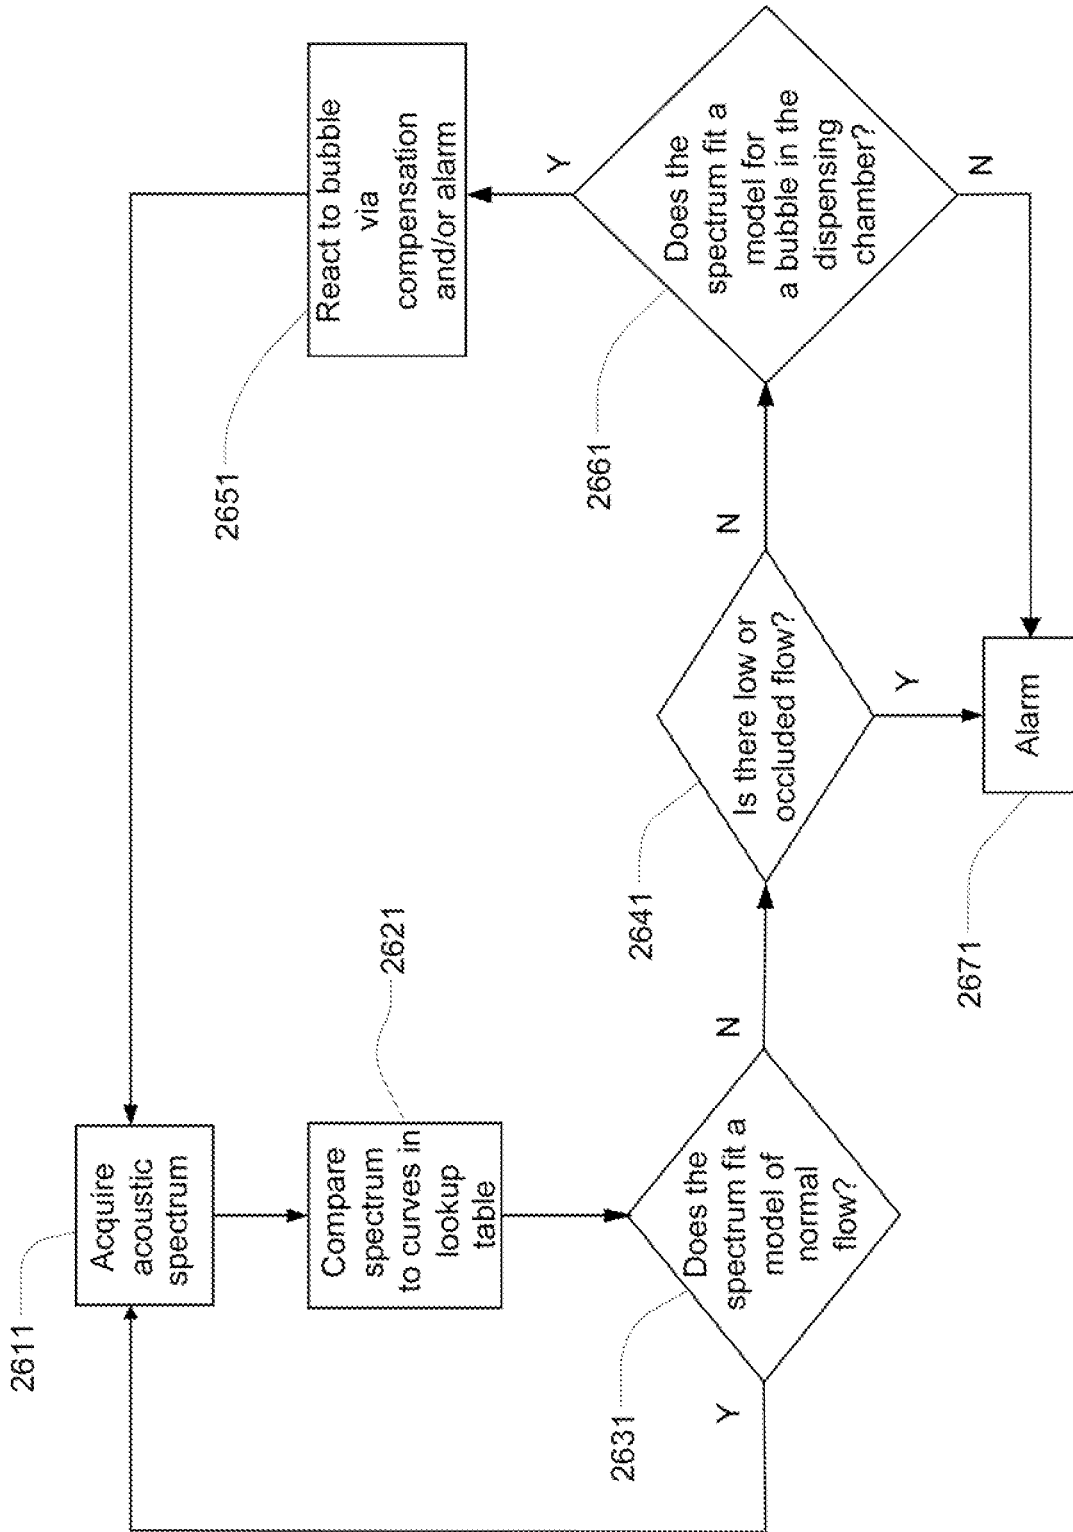 2611
Acquire
acoustic
spectrum
Compare
spectrum
to curves in
lookup
table
2621
2631
Does the
spectrum fit a
model of
normal
flow?
Y
N
2641
Is there low or
occluded flow?
N
Y
2661
Does the
spectrum fit a
model for
a bubble in the
dispensing
chamber?
Y
N
2651
React to bubble
via
compensation
and/or alarm
2671
Alarm